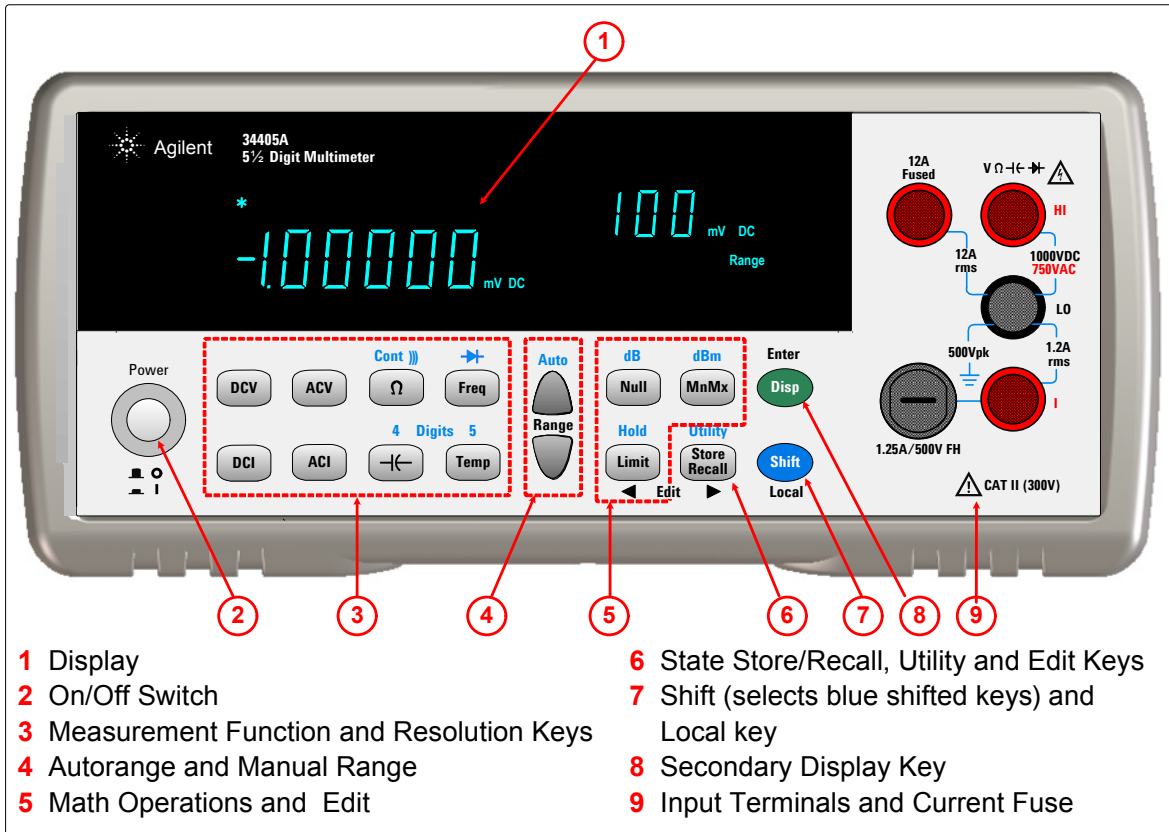 1
Agilent
34405A
5½ Digit Multimeter
*
-1.00000 mV DC
100 mV DC
Range
12A
Fused
V Ω
HI
12A
rms
1000VDC
750VAC
LO
500Vpk
1.2A
rms
I
1.25A/500V FH
CAT II (300V)
Power
O
I
Cont )))
DCV ACV Ω Freq
4 Digits 5
DCI ACI Temp
Auto
Range
dB dBm
Null MnMx
Hold Utility
Limit Store
Recall
◀ Edit ▶
Enter
Disp
Shift
Local
2 3 4 5 6 7 8 9
1 Display
2 On/Off Switch
3 Measurement Function and Resolution Keys
4 Autorange and Manual Range
5 Math Operations and Edit
6 State Store/Recall, Utility and Edit Keys
7 Shift (selects blue shifted keys) and
Local key
8 Secondary Display Key
9 Input Terminals and Current Fuse